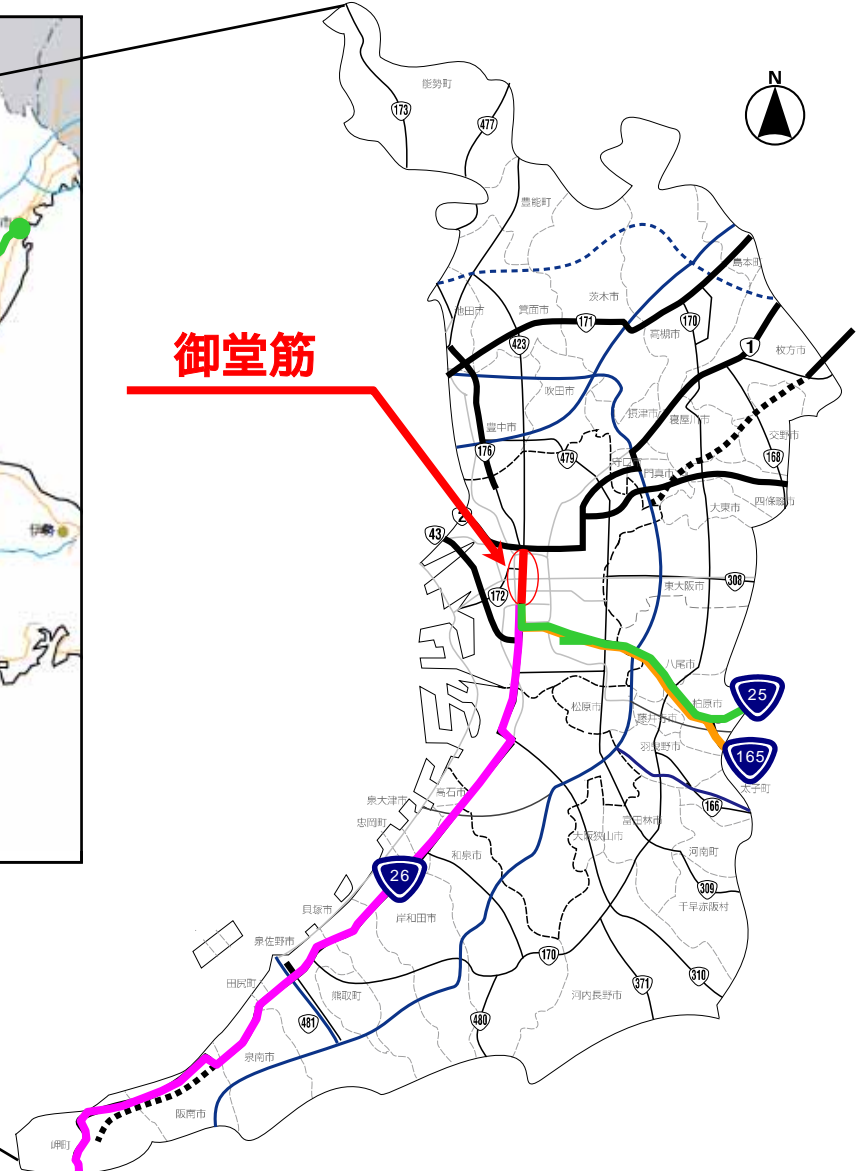 能勢町
173
477
N
豊能町
島本町
池田市
箕面市
茨木市
171
423
高槻市
170
1
枚方市
御堂筋
吹田市
摂津市
寝屋川市
豊中市
176
479
守口市
門真市
交野市
168
大東市
四條畷市
2
43
伊勢
市
172
東大阪市
308
八尾市
松原市
柏原市
25
藤井寺市
羽曳野市
165
太子町
166
高石市
泉大津市
忠岡町
富田林市
大阪狭山市
和泉市
河南町
26
309
千早赤阪村
貝塚市
岸和田市
泉佐野市
170
310
371
田尻町
熊取町
河内長野市
481
480
泉南市
阪南市
岬町